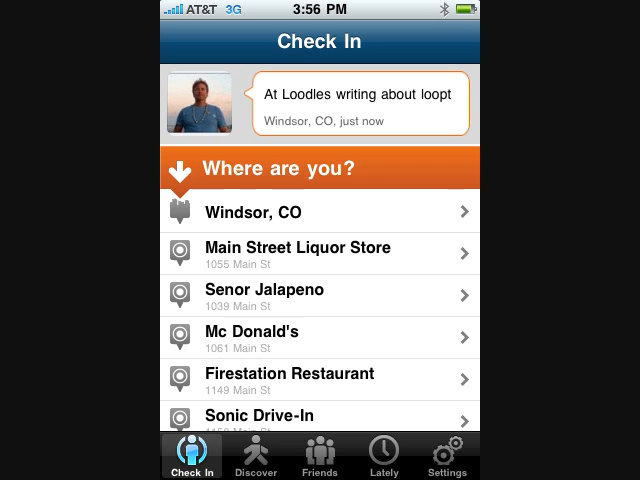 AT&T 3G 3:56 PM
Check In
At Loodles writing about loopt
Windsor, CO, just now
Where are you?
Windsor, CO
Main Street Liquor Store
1055 Main St
Senor Jalapeno
1039 Main St
Mc Donald's
1061 Main St
Firestation Restaurant
1149 Main St
Sonic Drive-In
Main St
Check In Discover Friends Lately Settings